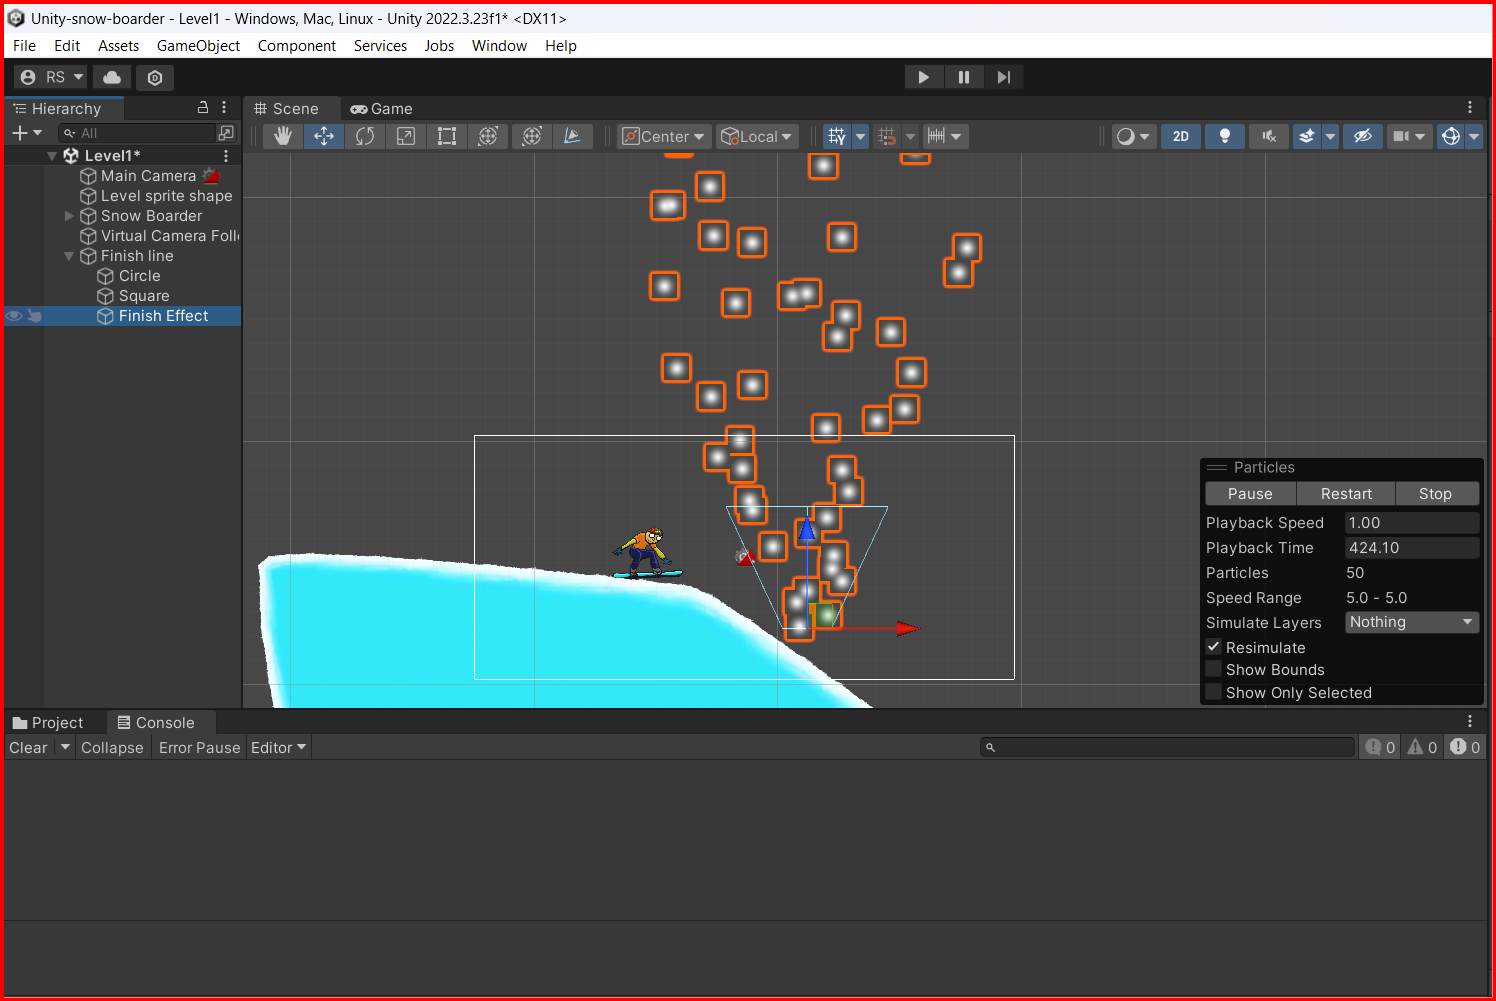 Unity-snow-boarder - Level1 - Windows, Mac, Linux - Unity 2022.3.23f1* <DX11>
File Edit Assets GameObject Component Services Jobs Window Help
RS
Hierarchy
All
Level1*
Main Camera
Level sprite shape
Snow Boarder
Virtual Camera Foll
Finish line
Circle
Square
Finish Effect
Scene Game
Center Local 2D
Particles
Pause Restart Stop
Playback Speed 1.00
Playback Time 424.10
Particles 50
Speed Range 5.0 - 5.0
Simulate Layers Nothing
Resimulate
Show Bounds
Show Only Selected
Project Console
Clear Collapse Error Pause Editor 0 0 0